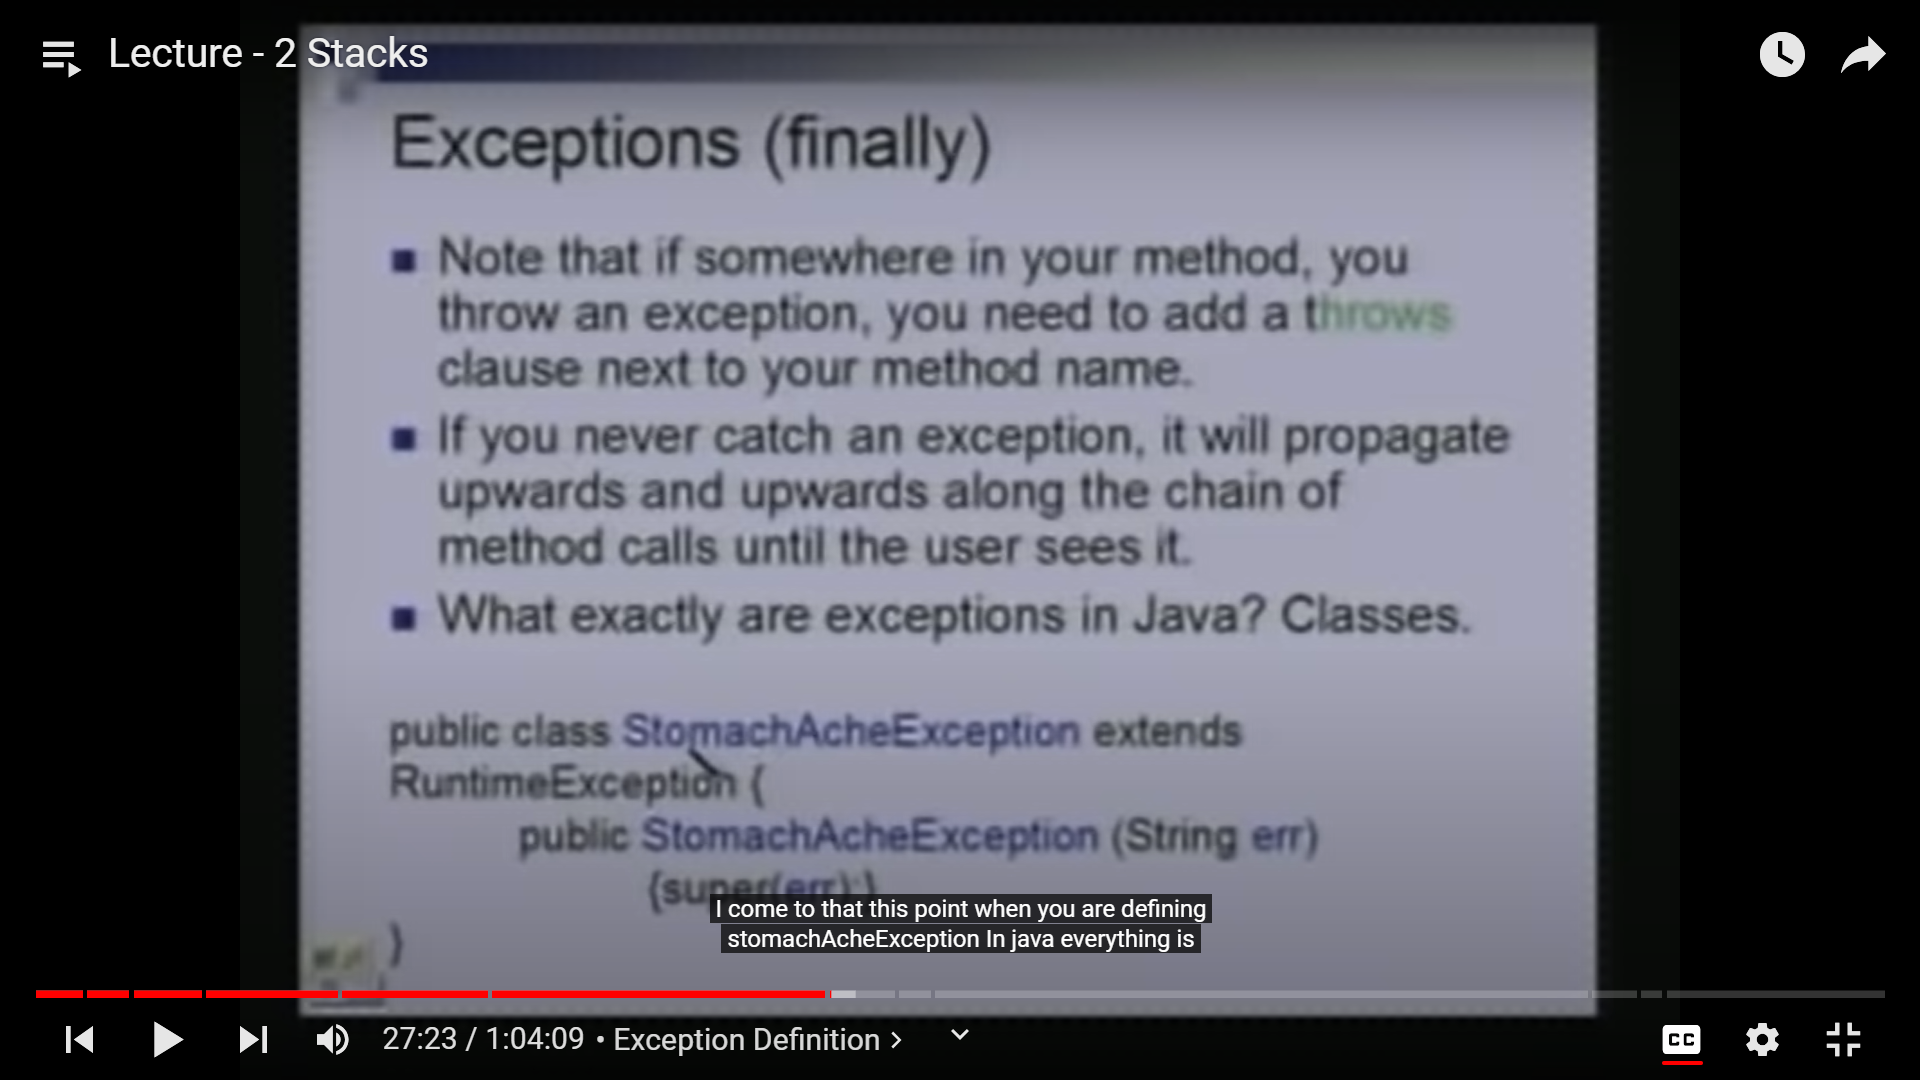 Lecture - 2 Stacks
Exceptions (finally)
Note that if somewhere in your method, you
throw an exception, you need to add a throws
clause next to your method name.
If you never catch an exception, it will propagate
upwards and upwards along the chain of
method calls until the user sees it.
What exactly are exceptions in Java? Classes.
public class StomachAcheException extends
RuntimeException {
public StomachAcheException (String err)
{super(err);}
}
I come to that this point when you are defining
stomachAcheException In java everything is
27:23 / 1:04:09 • Exception Definition
CC